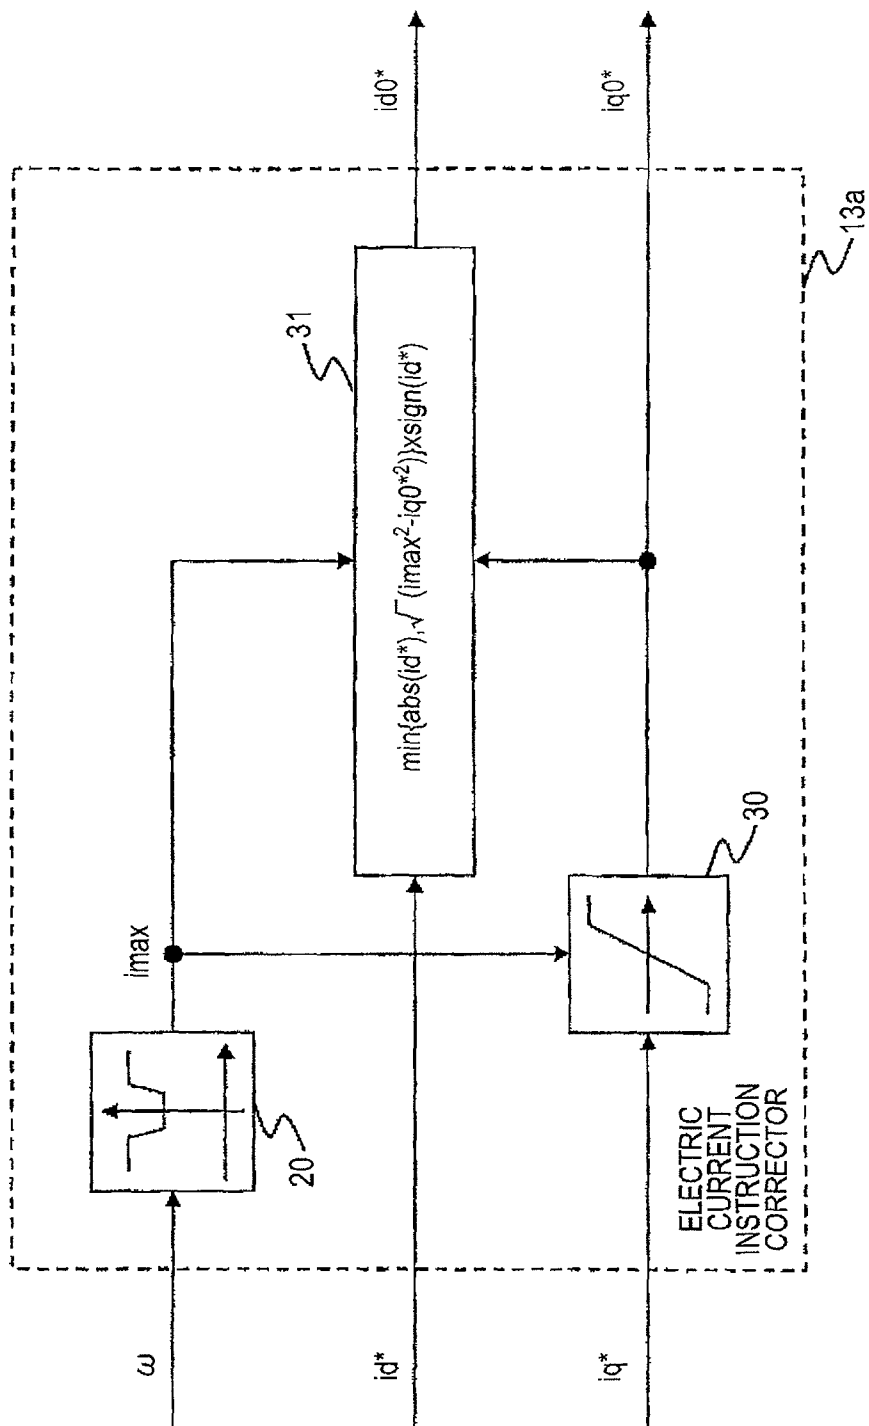 ω
id*
iq*
20
imax
ELECTRIC
CURRENT
INSTRUCTION
CORRECTOR
30
31
min{abs(id*),√(imax²-iq0*²)}xsign(id*)
13a
id0*
iq0*